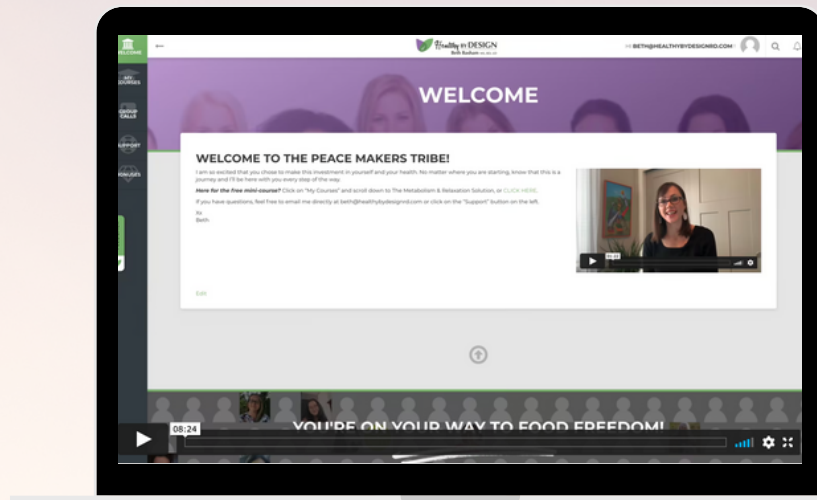 WELCOME
Healthy BY DESIGN
BETH@HEALTHYBYDESIGNRD.COM
MY
COURSES
GROUP
CALLS
SUPPORT
BONUSES
WELCOME
WELCOME TO THE PEACE MAKERS TRIBE!
I am so excited that you chose to make this investment in yourself and your health. No matter where you are starting, know that this is a
journey and I'll be here with you every step of the way.
Here for the free mini-course? Click on "My Courses" and scroll down to The Metabolism & Relaxation Solution, or CLICK HERE.
If you have questions, feel free to email me directly at beth@healthybydesignrd.com or click on the "Support" button on the left.
Xx
Beth
Edit
YOU'RE ON YOUR WAY TO FOOD FREEDOM!
08:24